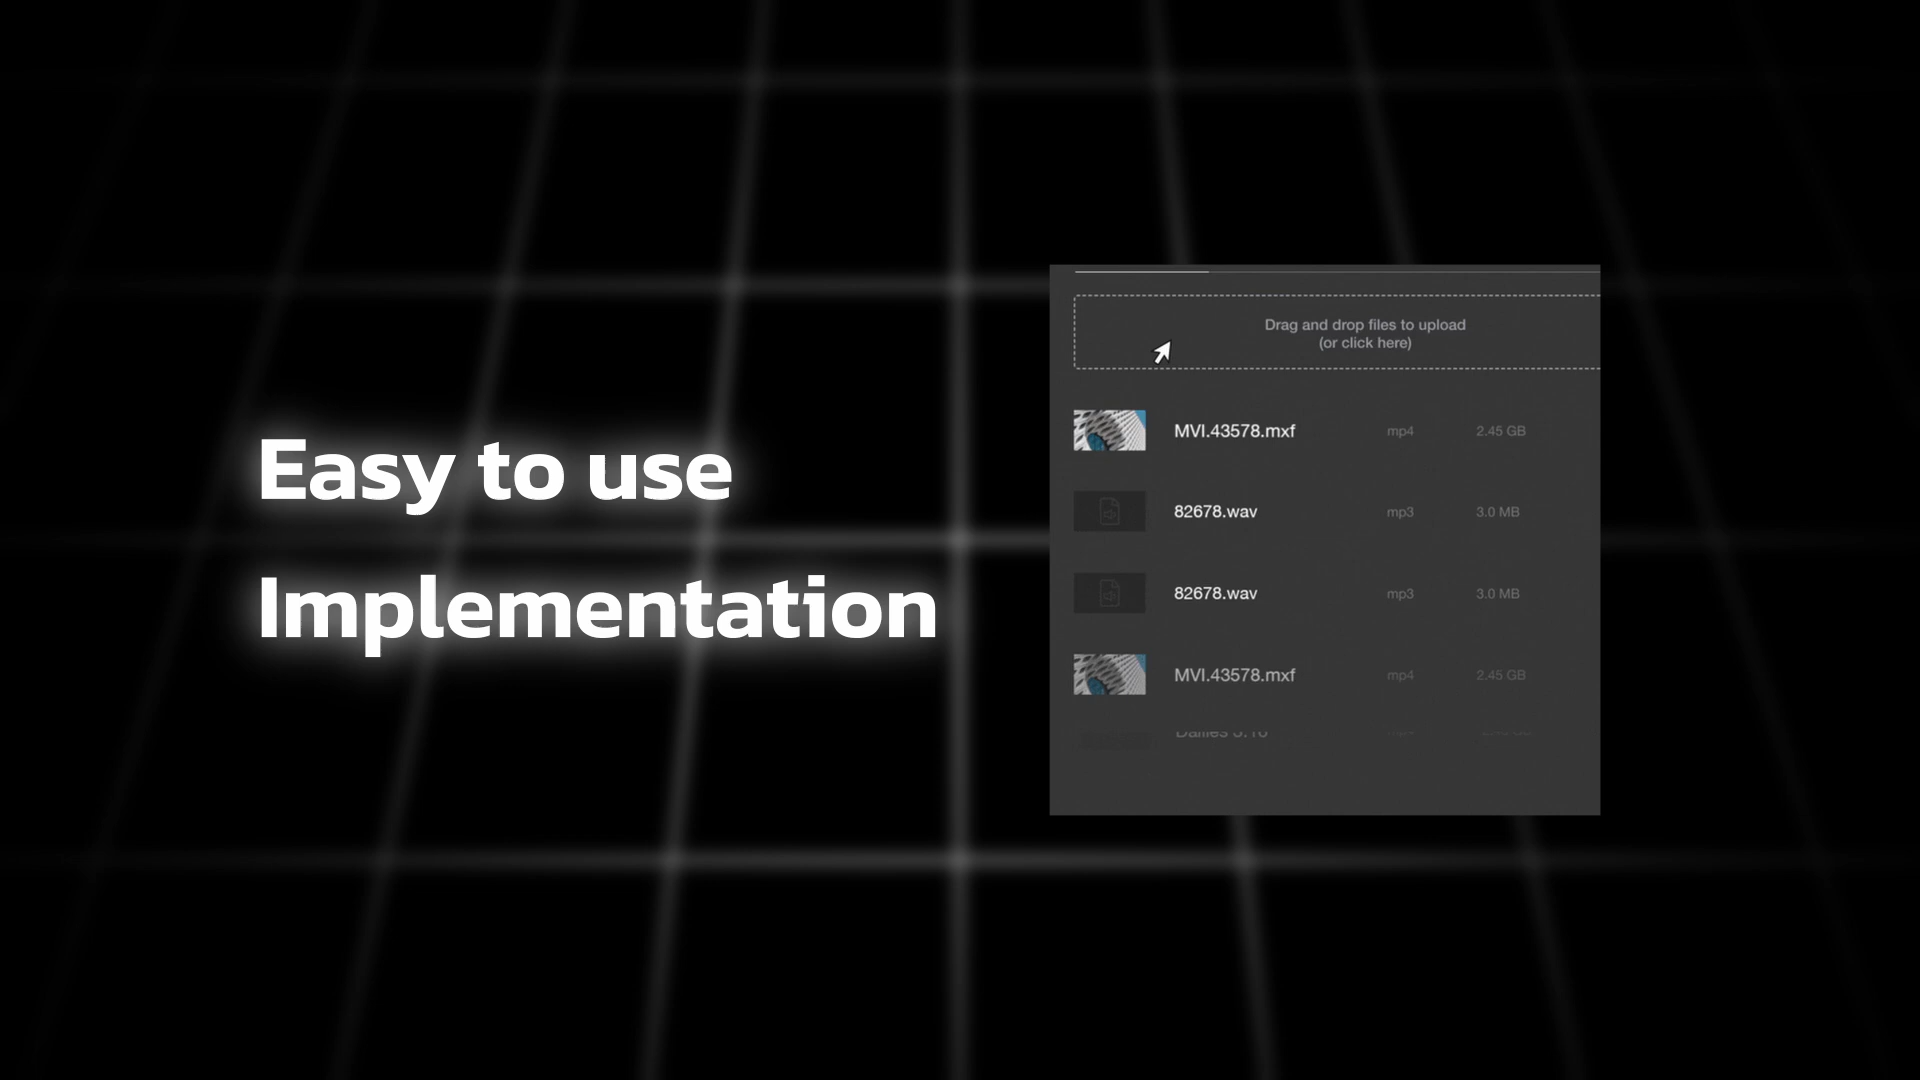 Easy to use
Implementation
Drag and drop files to upload
(or click here)
MVI.43578.mxf mp4 2.45 GB
82678.wav mp3 3.0 MB
82678.wav mp3 3.0 MB
MVI.43578.mxf mp4 2.45 GB